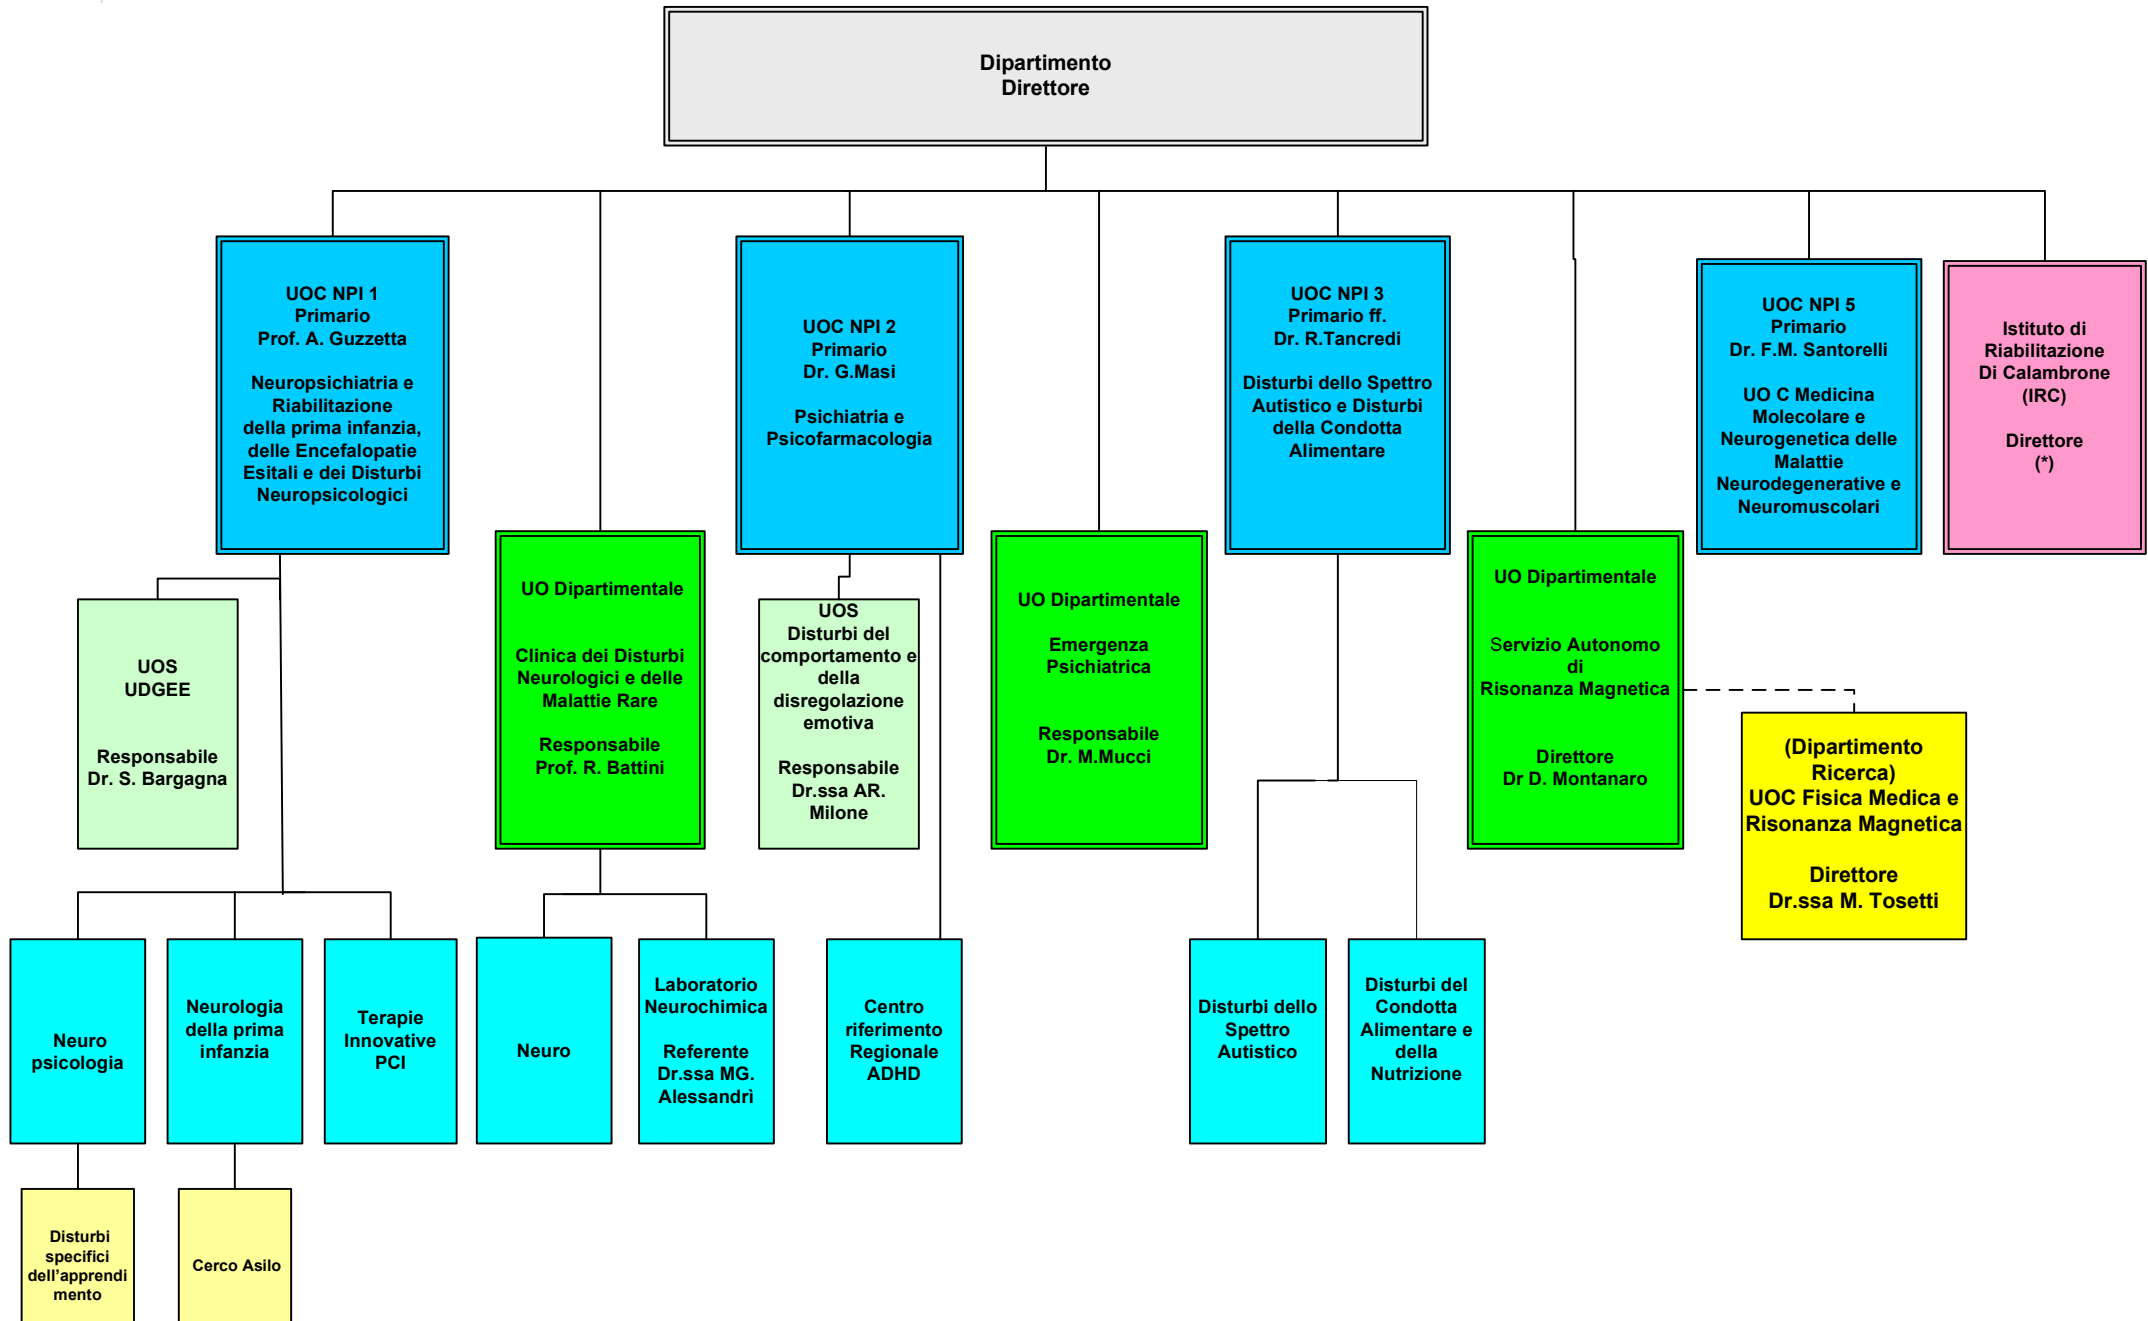 Dipartimento
Direttore
UOC NPI 1
Primario
Prof. A. Guzzetta
Neuropsichiatria e
Riabilitazione
della prima infanzia,
delle Encefalopatie
Esitali e dei Disturbi
Neuropsicologici
UOC NPI 2
Primario
Dr. G.Masi
Psichiatria e
Psicofarmacologia
UOC NPI 3
Primario ff.
Dr. R.Tancredi
Disturbi dello Spettro
Autistico e Disturbi
della Condotta
Alimentare
UOC NPI 5
Primario
Dr. F.M. Santorelli
UO C Medicina
Molecolare e
Neurogenetica delle
Malattie
Neurodegenerative e
Neuromuscolari
Istituto di
Riabilitazione
Di Calambrone
(IRC)
Direttore
(*)
UOS
UDGEE
Responsabile
Dr. S. Bargagna
UO Dipartimentale
Clinica dei Disturbi
Neurologici e delle
Malattie Rare
Responsabile
Prof. R. Battini
UOS
Disturbi del
comportamento e
della
disregolazione
emotiva
Responsabile
Dr.ssa AR.
Milone
UO Dipartimentale
Emergenza
Psichiatrica
Responsabile
Dr. M.Mucci
UO Dipartimentale
Servizio Autonomo
di
Risonanza Magnetica
Direttore
Dr D. Montanaro
(Dipartimento
Ricerca)
UOC Fisica Medica e
Risonanza Magnetica
Direttore
Dr.ssa M. Tosetti
Neuro
psicologia
Neurologia
della prima
infanzia
Terapie
Innovative
PCI
Neuro
Laboratorio
Neurochimica
Referente
Dr.ssa MG.
Alessandrì
Centro
riferimento
Regionale
ADHD
Disturbi dello
Spettro
Autistico
Disturbi del
Condotta
Alimentare e
della
Nutrizione
Disturbi
specifici
dell’apprendi
mento
Cerco Asilo